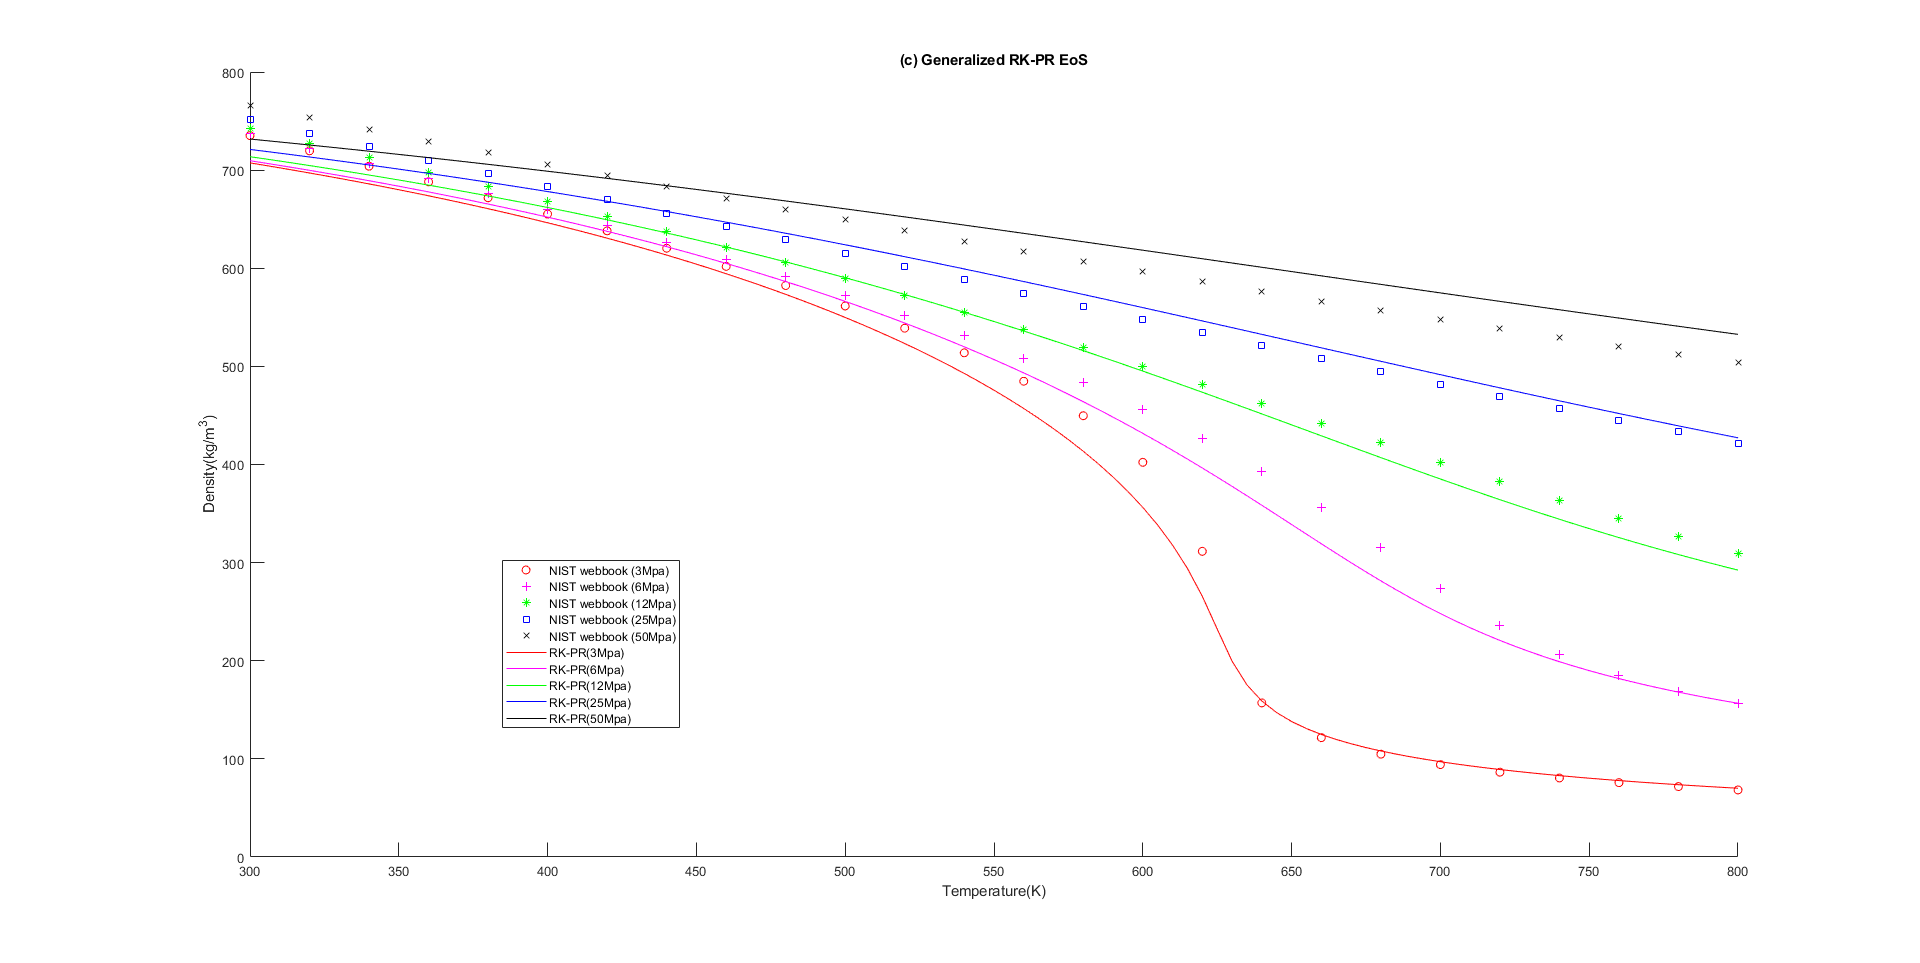 (c) Generalized RK-PR EoS
800
700
600
500
400
300
200
100
0
Density(kg/m3)
NIST webbook (3Mpa)
NIST webbook (6Mpa)
NIST webbook (12Mpa)
NIST webbook (25Mpa)
NIST webbook (50Mpa)
RK-PR(3Mpa)
RK-PR(6Mpa)
RK-PR(12Mpa)
RK-PR(25Mpa)
RK-PR(50Mpa)
300 350 400 450 500 550 600 650 700 750 800
Temperature(K)